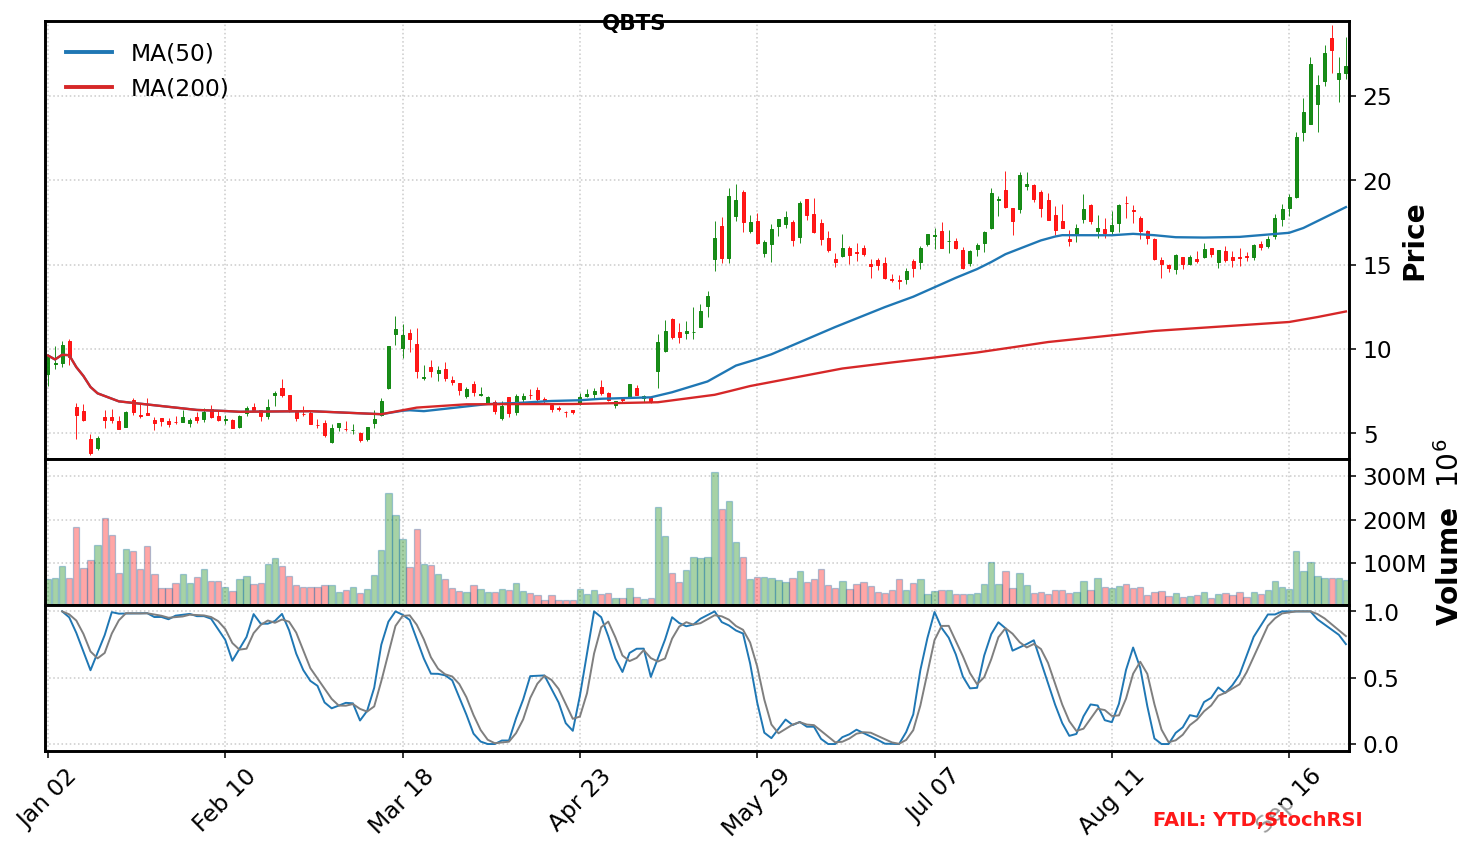 QBTS
MA(50)
MA(200)
25
20
15
10
5
Price
300M
200M
100M
Volume 10^6
1.0
0.5
0.0
Jan 02
Feb 10
Mar 18
Apr 23
May 29
Jul 07
Aug 11
Sep 16
FAIL: YTD,StochRSI